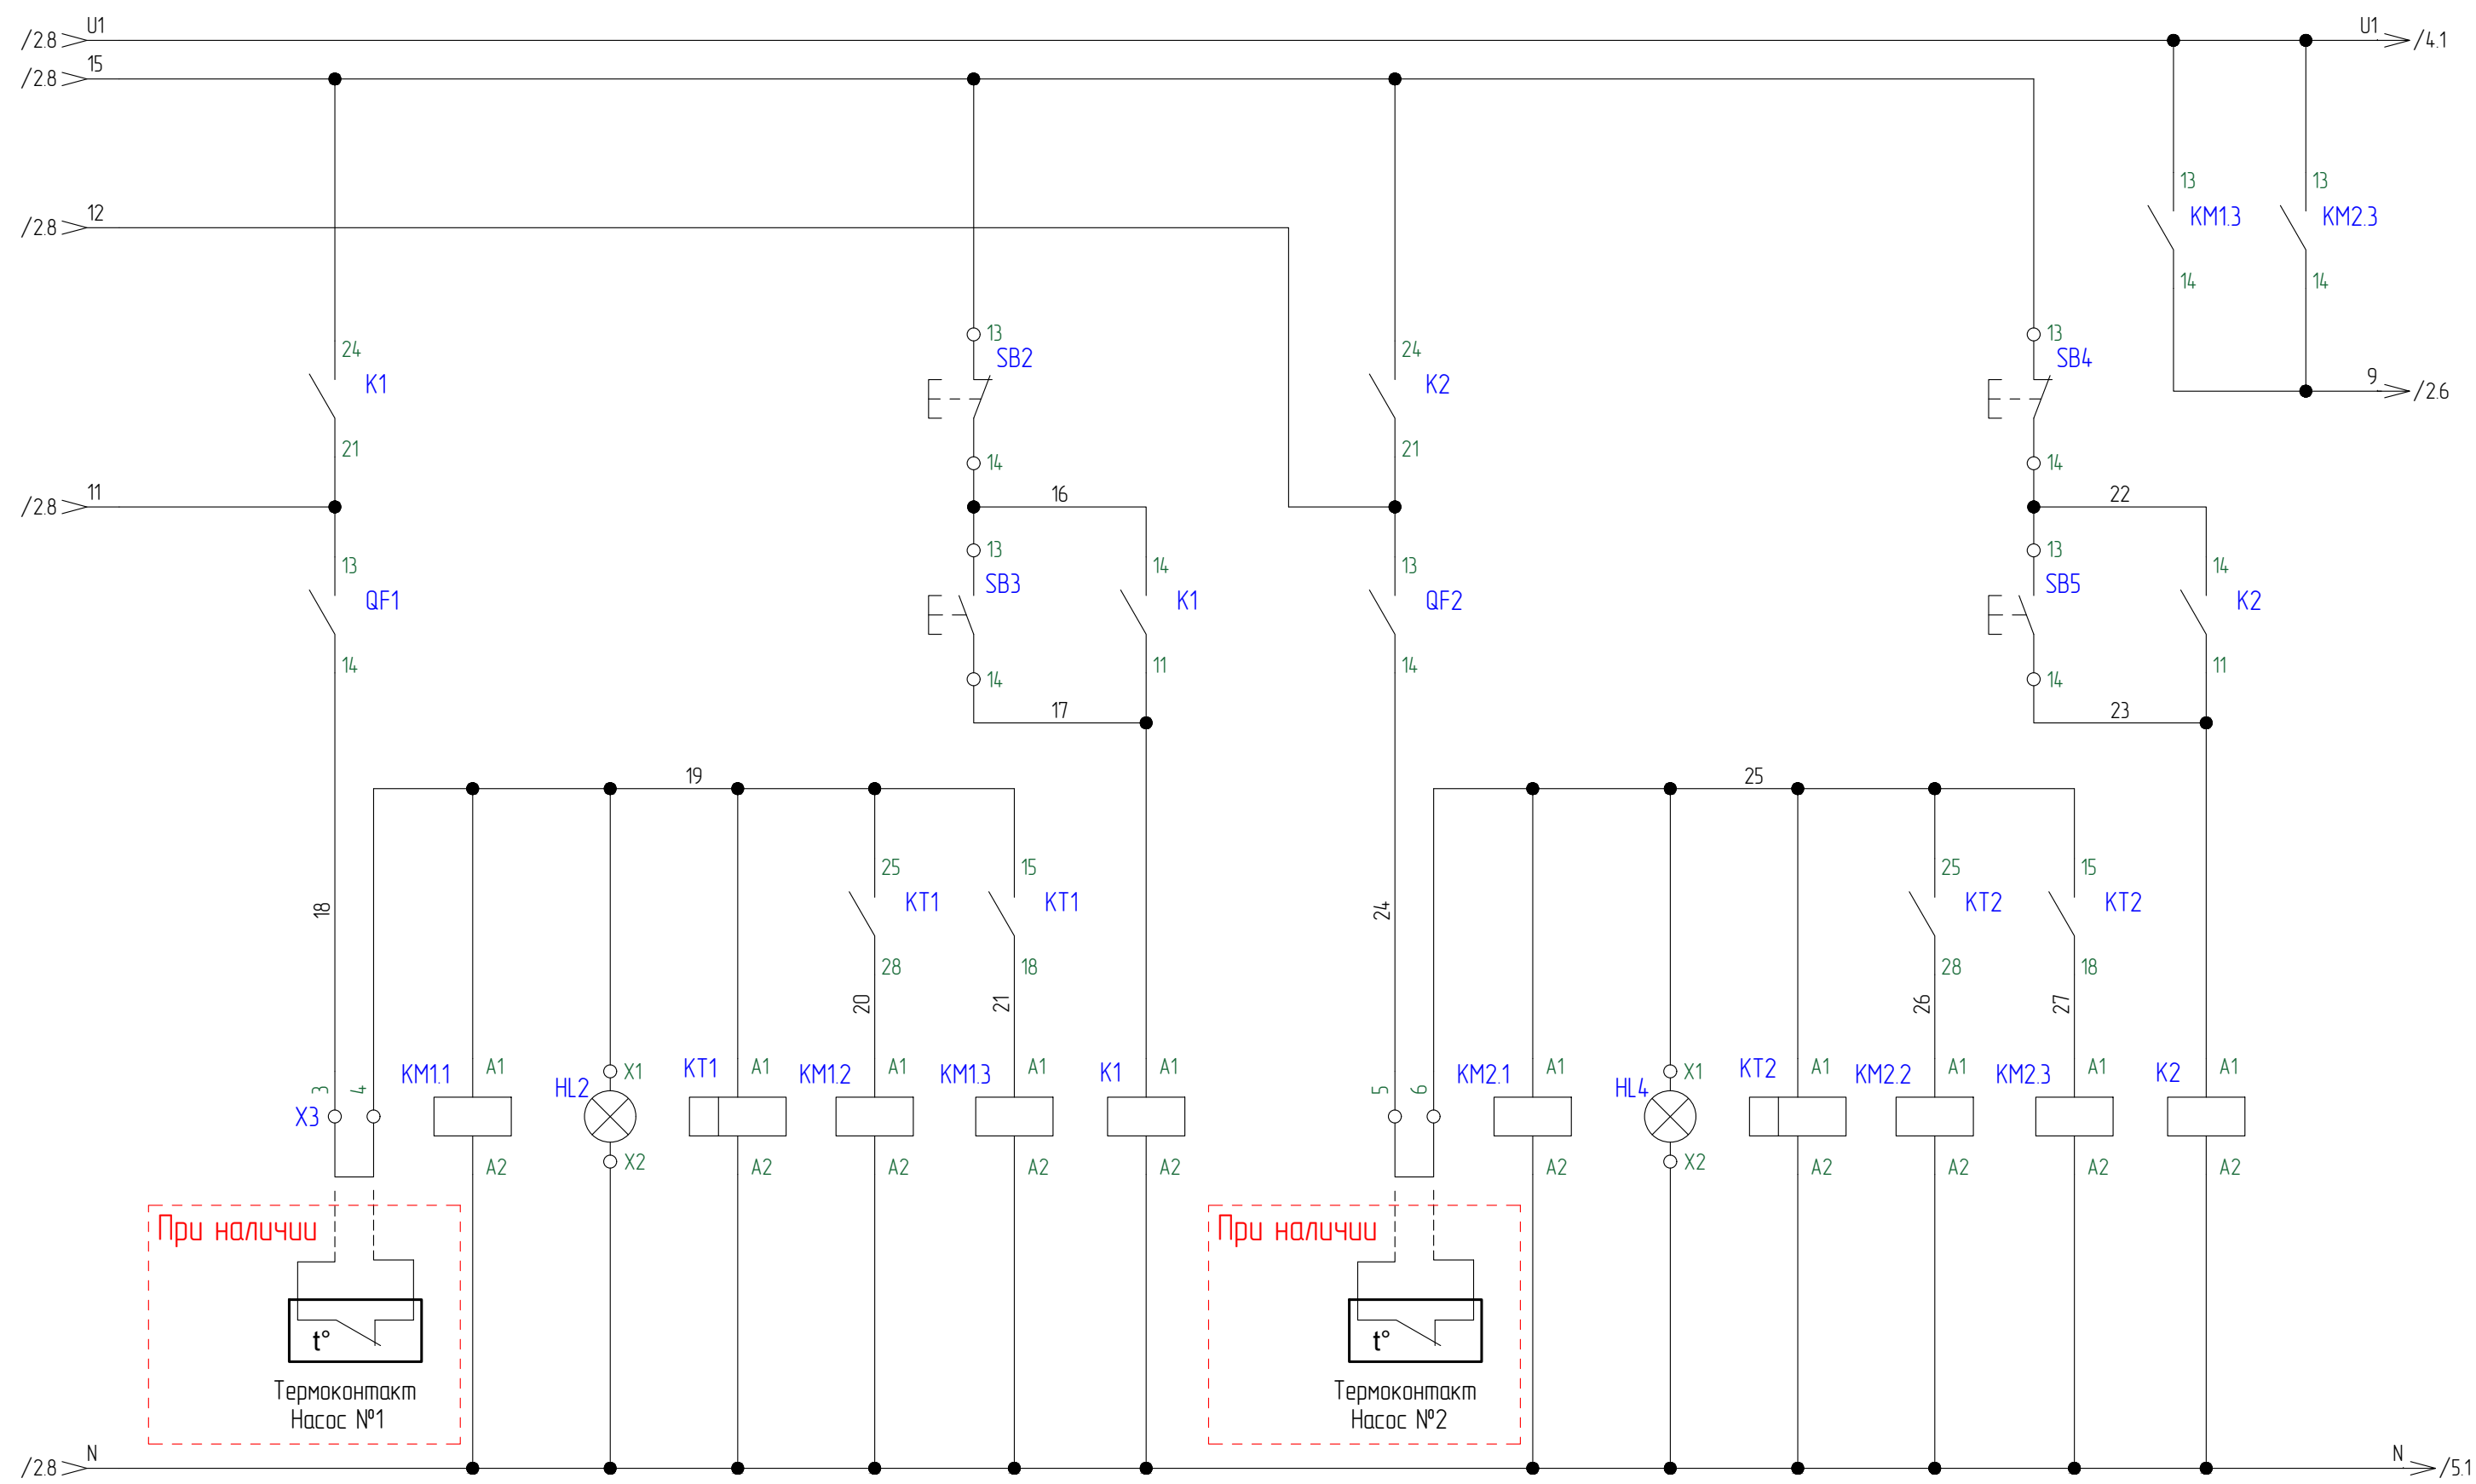 U1
/2.8
U1
/4.1
15
/2.8
12
/2.8
13
KM1.3
14
13
KM2.3
14
9
/2.6
24
K1
21
13
SB2
14
24
K2
21
13
SB4
14
11
/2.8
16
22
13
QF1
14
13
SB3
14
14
K1
11
17
13
QF2
14
13
SB5
14
14
K2
11
23
19
25
25
KT1
28
15
KT1
18
25
KT2
28
15
KT2
18
18
20
21
24
26
27
3
4
X3
KM1.1
A1
A2
HL2
X1
X2
KT1
A1
A2
KM1.2
A1
A2
KM1.3
A1
A2
K1
A1
A2
5
6
KM2.1
A1
A2
HL4
X1
X2
KT2
A1
A2
KM2.2
A1
A2
KM2.3
A1
A2
K2
A1
A2
При наличии
t°
Термоконтакт
Насос №1
При наличии
t°
Термоконтакт
Насос №2
N
/2.8
N
/5.1